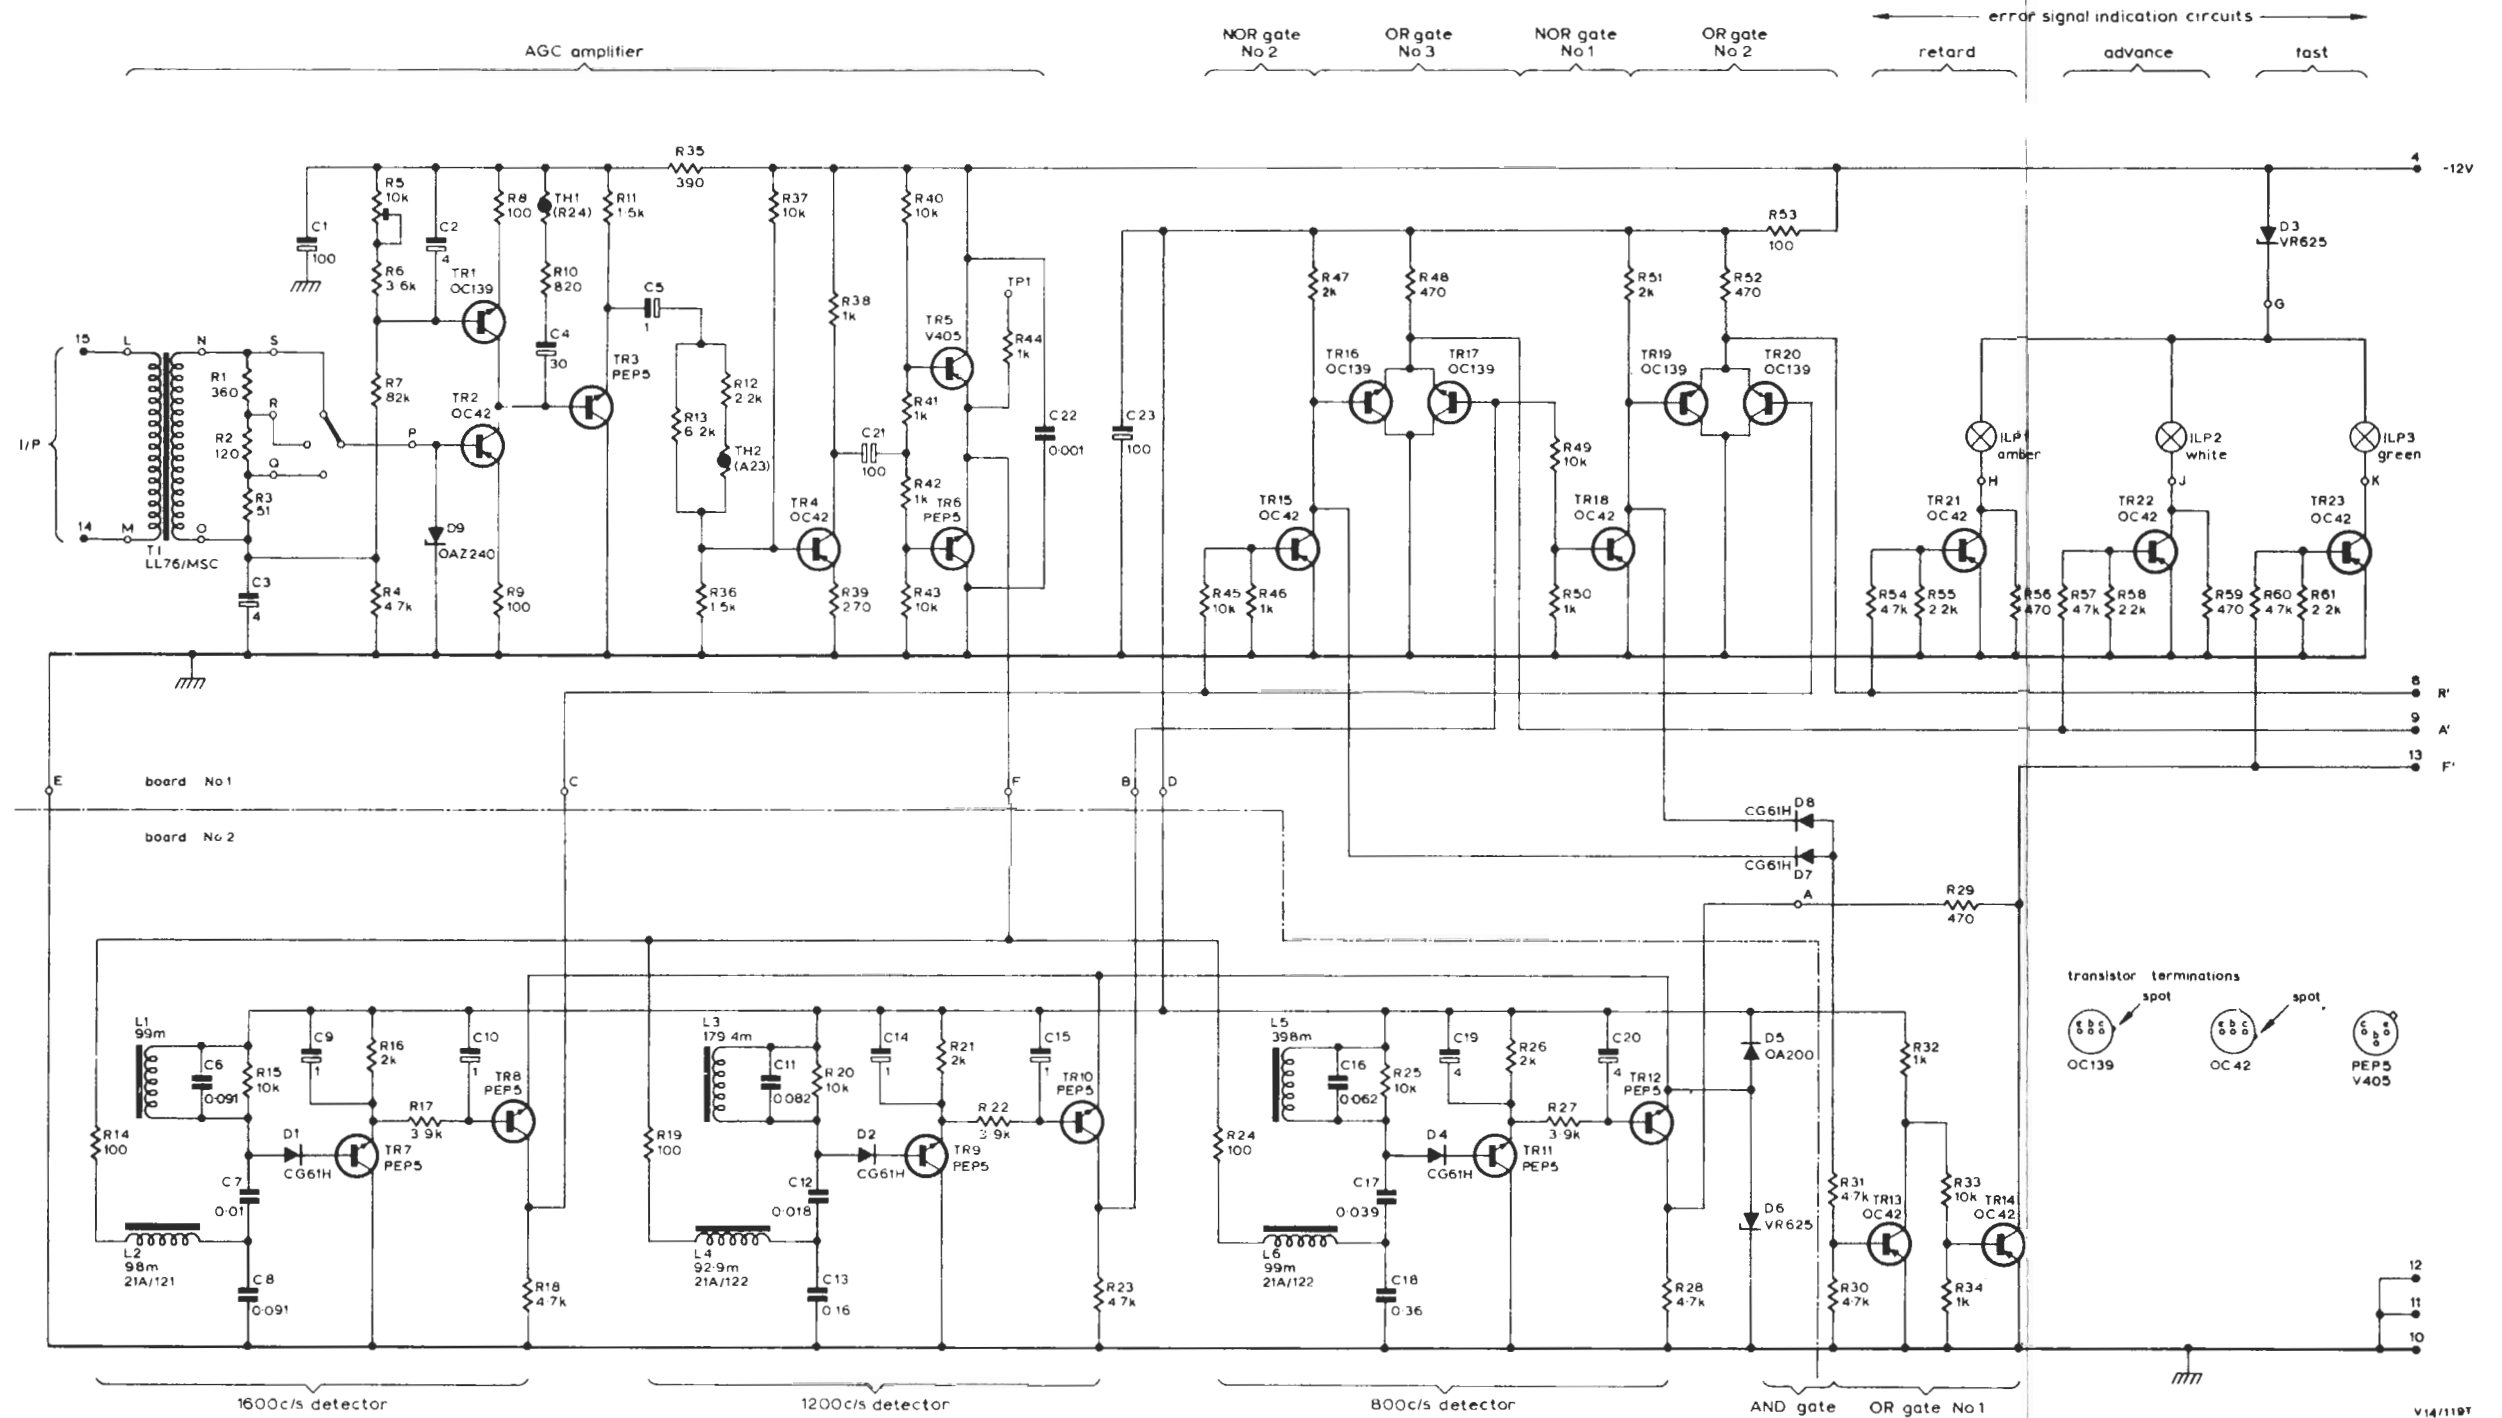 error signal indication circuits
NOR gate
No 2
OR gate
No 3
NOR gate
No 1
OR gate
No 2
AGC amplifier
retard
advance
fast
R35
390
4
-12V
R5
10k
R8
100
TH1
(R24)
R11
1·5k
R37
10k
R40
10k
C1
100
C2
4
R53
100
D3
VR625
R6
3·6k
TR1
OC139
R10
820
C5
1
R38
1k
TP1
R47
2k
R48
470
R51
2k
R52
470
G
15
L
N
S
C4
30
TR3
PEP5
TR5
V405
R44
1k
TR16
OC139
TR17
OC139
TR19
OC139
TR20
OC139
R1
360
R7
82k
R12
2·2k
R
TR2
OC42
R13
6·2k
R41
1k
C22
0·001
C23
100
I/P
R2
120
P
C21
100
TH2
(A23)
R49
10k
ILP1
amber
ILP2
white
ILP3
green
Q
R3
51
R42
1k
TR6
PEP5
H
J
K
14
M
O
D9
OAZ240
TR4
OC42
TR15
OC42
TR18
OC42
TR21
OC42
TR22
OC42
TR23
OC42
T1
LL76/MSC
C3
4
R4
4·7k
R9
100
R36
1·5k
R39
270
R43
10k
R45
10k
R46
1k
R50
1k
R54
4·7k
R55
2·2k
R56
470
R57
4·7k
R58
2·2k
R59
470
R60
4·7k
R61
2·2k
8
R'
9
A'
13
F'
E
board No 1
C
F
B
D
board No 2
CG61H
D8
CG61H
D7
A
R29
470
transistor terminations
spot
spot
e b c
e b c
c e
b
OC139
OC42
PEP5
V405
L1
99m
C6
0·091
R15
10k
C9
1
R16
2k
C10
1
TR8
PEP5
L3
179·4m
C11
0·082
R20
10k
C14
1
R21
2k
C15
1
TR10
PEP5
L5
398m
C16
0·062
R25
10k
C19
4
R26
2k
C20
4
TR12
PEP5
D5
OA200
R32
1k
R14
100
D1
CG61H
R17
3·9k
TR7
PEP5
R19
100
D2
CG61H
R22
3·9k
TR9
PEP5
R24
100
D4
CG61H
R27
3·9k
TR11
PEP5
C7
0·01
C12
0·018
C17
0·039
D6
VR625
R31
4·7k
TR13
OC42
R33
10k
TR14
OC42
L2
98m
21A/121
C8
0·091
R18
4·7k
L4
92·9m
21A/122
C13
0·16
R23
4·7k
L6
99m
21A/122
C18
0·36
R28
4·7k
R30
4·7k
R34
1k
12
11
10
1600c/s detector
1200c/s detector
800c/s detector
AND gate
OR gate No 1
V14/119T